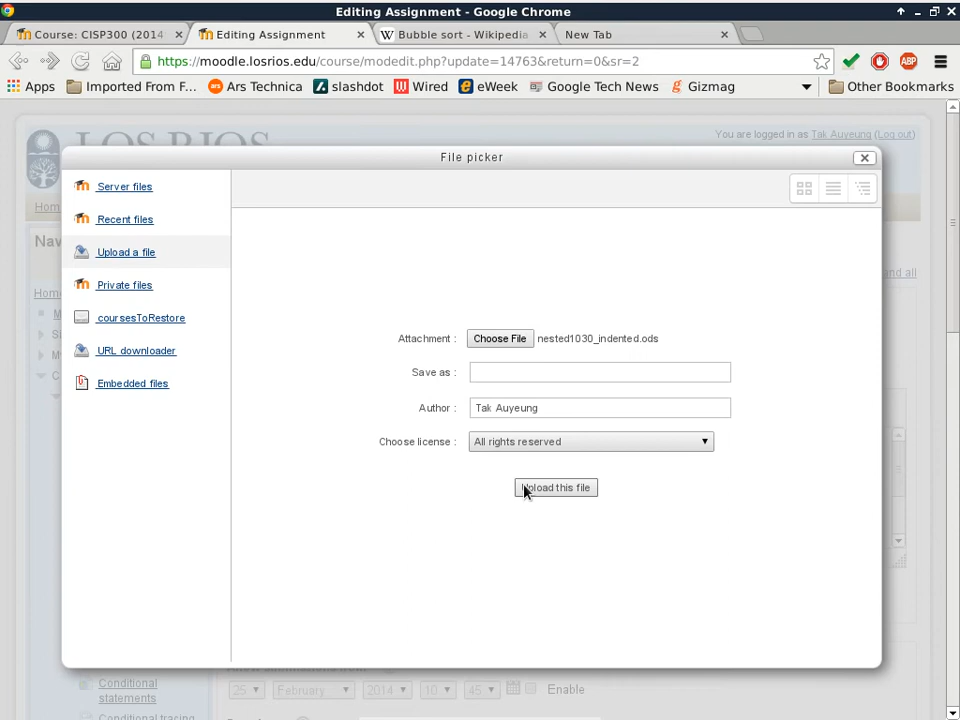 Editing Assignment - Google Chrome
Course: CISP300 (2014 ×
Editing Assignment ×
W Bubble sort - Wikipedia ×
New Tab ×
https://moodle.losrios.edu/course/modedit.php?update=14763&return=0&sr=2
ABP
Apps
Imported From F...
ars Ars Technica
slashdot
W Wired
e eWeek
Google Tech News
Gizmag
Other Bookmarks
LOS RIOS
You are logged in as Tak Auyeung (Log out)
File picker
Server files
Recent files
Upload a file
Private files
coursesToRestore
URL downloader
Embedded files
Attachment :
Choose File nested1030_indented.ods
Save as :
Author :
Tak Auyeung
Choose license :
All rights reserved
Upload this file
Hom
Nav
Home
and all
Conditional
statements
Conditional tracing
25
February
2014
10
45
Enable